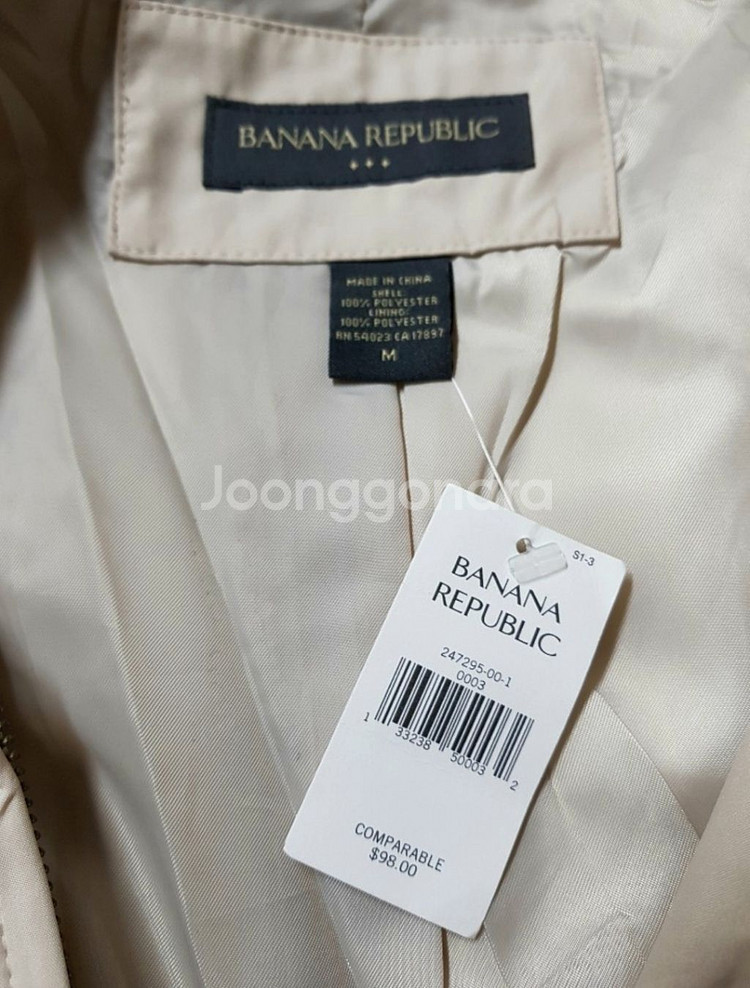 BANANA REPUBLIC
MADE IN CHINA
SHELL:
100% POLYESTER
LINING:
100% POLYESTER
RN 54023 CA 17897
M
Joonggonara
S1-3
BANANA
REPUBLIC
247295-00-1
0003
1 33238 50003 2
COMPARABLE
$98.00